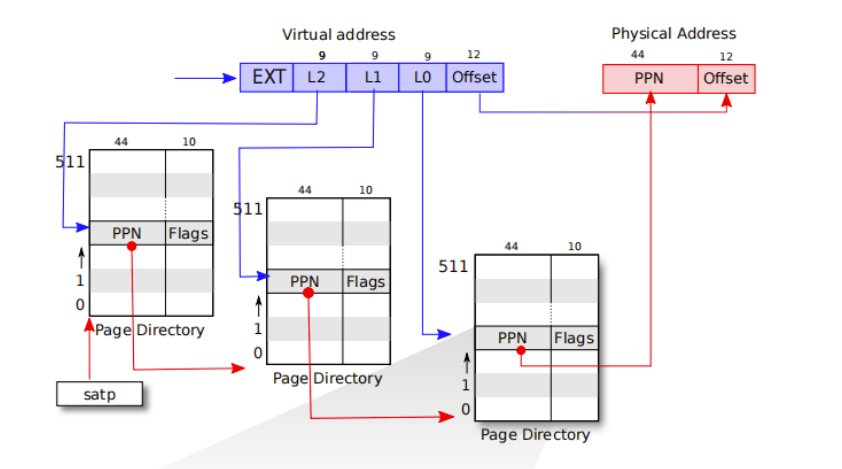 Virtual address
Physical Address
9 9 9 12
44 12
EXT L2 L1 L0 Offset
PPN Offset
44 10
511
PPN Flags
1
0
Page Directory
satp
44 10
511
PPN Flags
1
0
Page Directory
44 10
511
PPN Flags
1
0
Page Directory